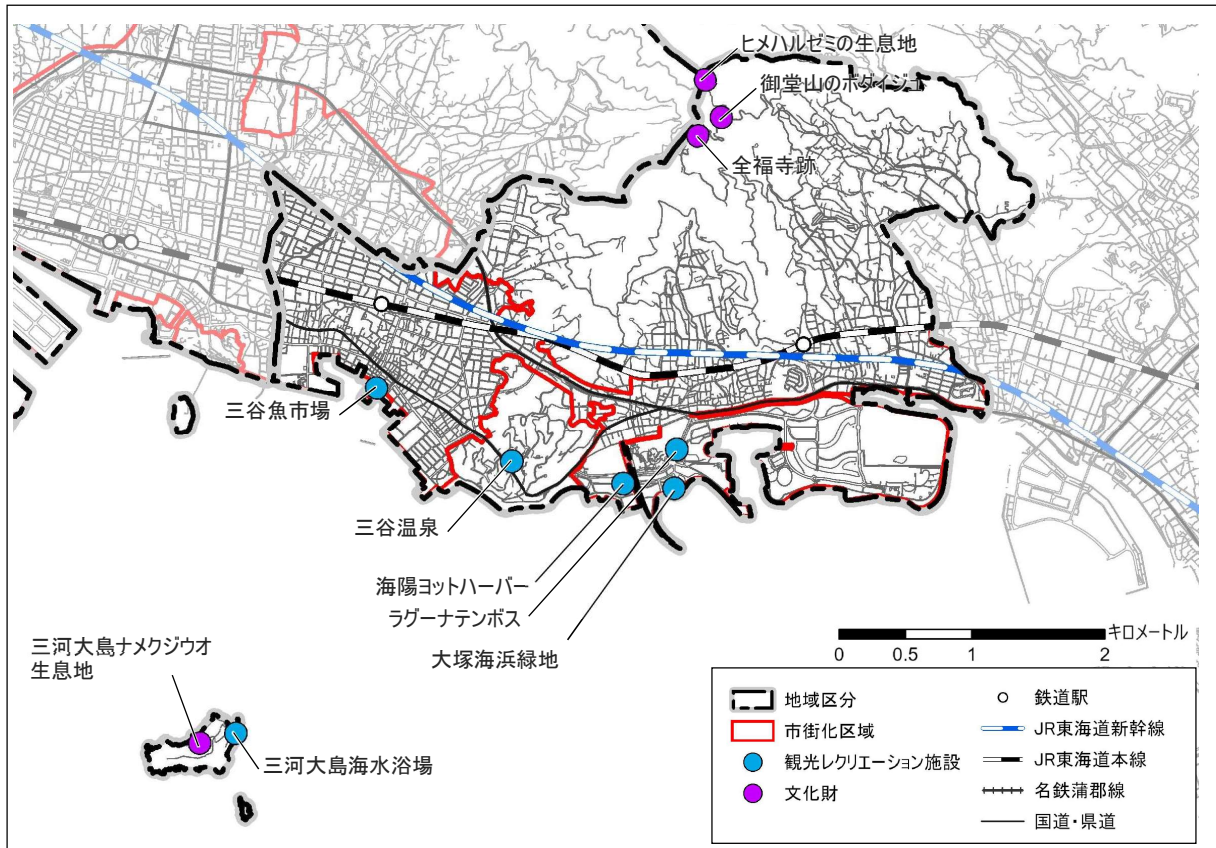 ヒメハルゼミの生息地
御堂山のボダイジュ
全福寺跡
三谷魚市場
三谷温泉
海陽ヨットハーバー
ラグーナテンボス
大塚海浜緑地
三河大島ナメクジウオ
生息地
三河大島海水浴場
キロメートル
0 0.5 1 2
地域区分
市街化区域
観光レクリエーション施設
文化財
鉄道駅
JR東海道新幹線
JR東海道本線
名鉄蒲郡線
国道・県道